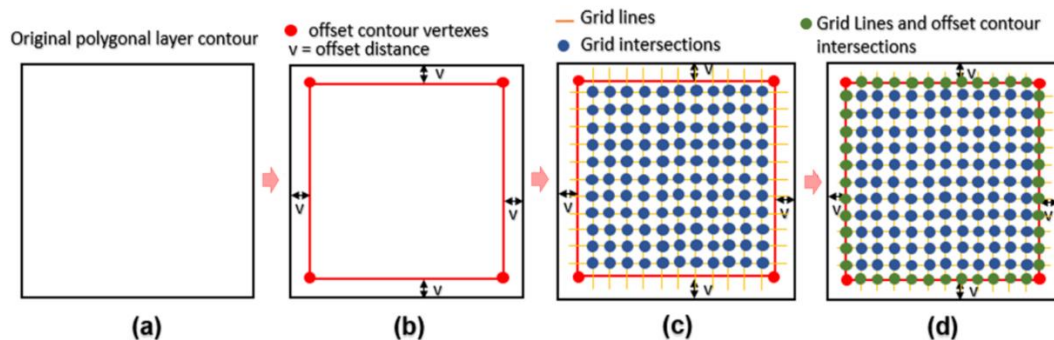 Original polygonal layer contour
offset contour vertexes
v = offset distance
Grid lines
Grid intersections
Grid Lines and offset contour
intersections
V
V
V
V
V
V
V
V
V
V
V
V
(a)
(b)
(c)
(d)